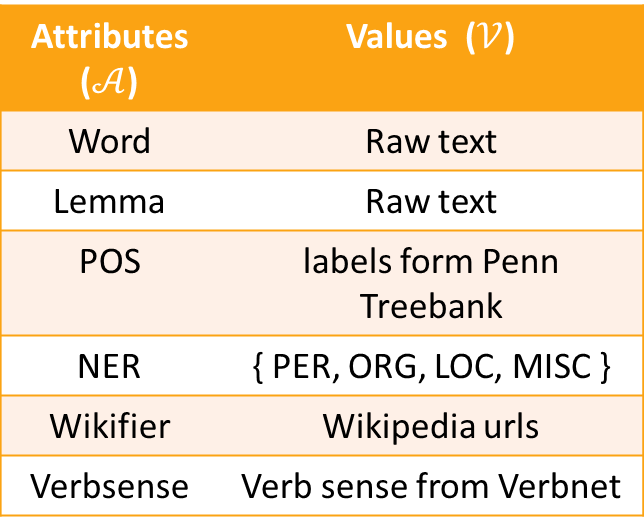 Attributes (𝒜) Values (𝒱)
Word Raw text
Lemma Raw text
POS labels form Penn Treebank
NER { PER, ORG, LOC, MISC }
Wikifier Wikipedia urls
Verbsense Verb sense from Verbnet